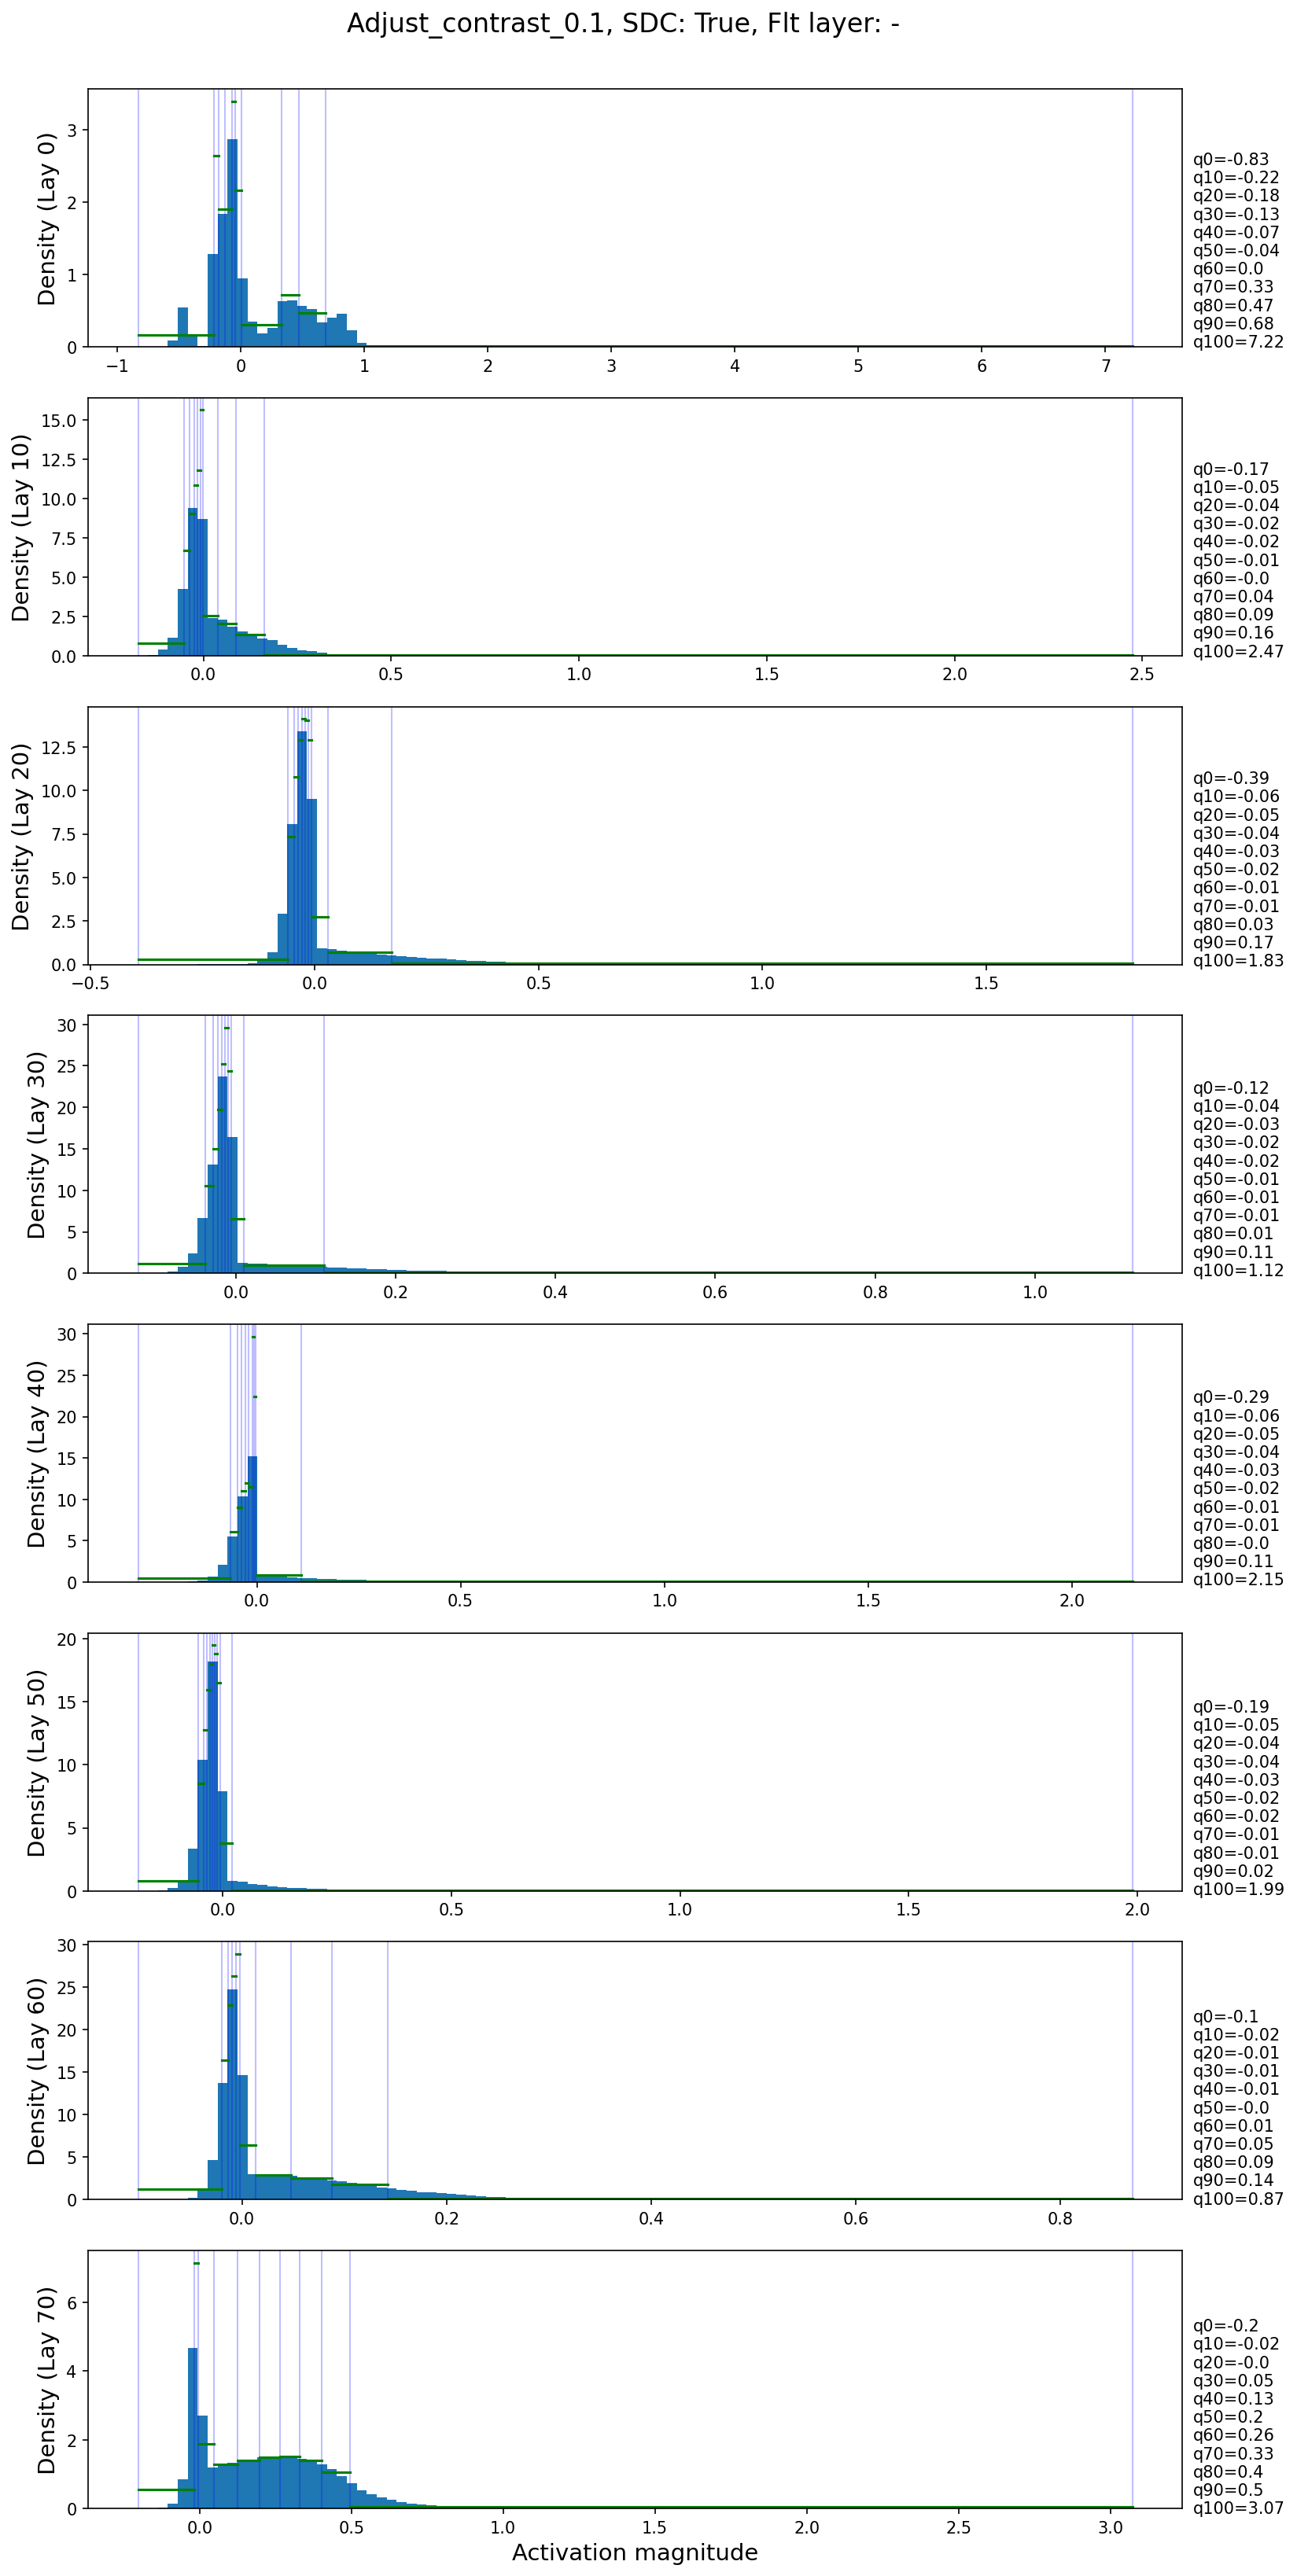 Adjust_contrast_0.1, SDC: True, Flt layer: -
Density (Lay 0)
3
2
1
0
−1 0 1 2 3 4 5 6 7
q0=-0.83
q10=-0.22
q20=-0.18
q30=-0.13
q40=-0.07
q50=-0.04
q60=0.0
q70=0.33
q80=0.47
q90=0.68
q100=7.22
Density (Lay 10)
15.0
12.5
10.0
7.5
5.0
2.5
0.0
0.0 0.5 1.0 1.5 2.0 2.5
q0=-0.17
q10=-0.05
q20=-0.04
q30=-0.02
q40=-0.02
q50=-0.01
q60=-0.0
q70=0.04
q80=0.09
q90=0.16
q100=2.47
Density (Lay 20)
12.5
10.0
7.5
5.0
2.5
0.0
−0.5 0.0 0.5 1.0 1.5
q0=-0.39
q10=-0.06
q20=-0.05
q30=-0.04
q40=-0.03
q50=-0.02
q60=-0.01
q70=-0.01
q80=0.03
q90=0.17
q100=1.83
Density (Lay 30)
30
25
20
15
10
5
0
0.0 0.2 0.4 0.6 0.8 1.0
q0=-0.12
q10=-0.04
q20=-0.03
q30=-0.02
q40=-0.02
q50=-0.01
q60=-0.01
q70=-0.01
q80=0.01
q90=0.11
q100=1.12
Density (Lay 40)
30
25
20
15
10
5
0
0.0 0.5 1.0 1.5 2.0
q0=-0.29
q10=-0.06
q20=-0.05
q30=-0.04
q40=-0.03
q50=-0.02
q60=-0.01
q70=-0.01
q80=-0.0
q90=0.11
q100=2.15
Density (Lay 50)
20
15
10
5
0
0.0 0.5 1.0 1.5 2.0
q0=-0.19
q10=-0.05
q20=-0.04
q30=-0.04
q40=-0.03
q50=-0.02
q60=-0.02
q70=-0.01
q80=-0.01
q90=0.02
q100=1.99
Density (Lay 60)
30
25
20
15
10
5
0
0.0 0.2 0.4 0.6 0.8
q0=-0.1
q10=-0.02
q20=-0.01
q30=-0.01
q40=-0.01
q50=-0.0
q60=0.01
q70=0.05
q80=0.09
q90=0.14
q100=0.87
Density (Lay 70)
6
4
2
0
0.0 0.5 1.0 1.5 2.0 2.5 3.0
q0=-0.2
q10=-0.02
q20=-0.0
q30=0.05
q40=0.13
q50=0.2
q60=0.26
q70=0.33
q80=0.4
q90=0.5
q100=3.07
Activation magnitude